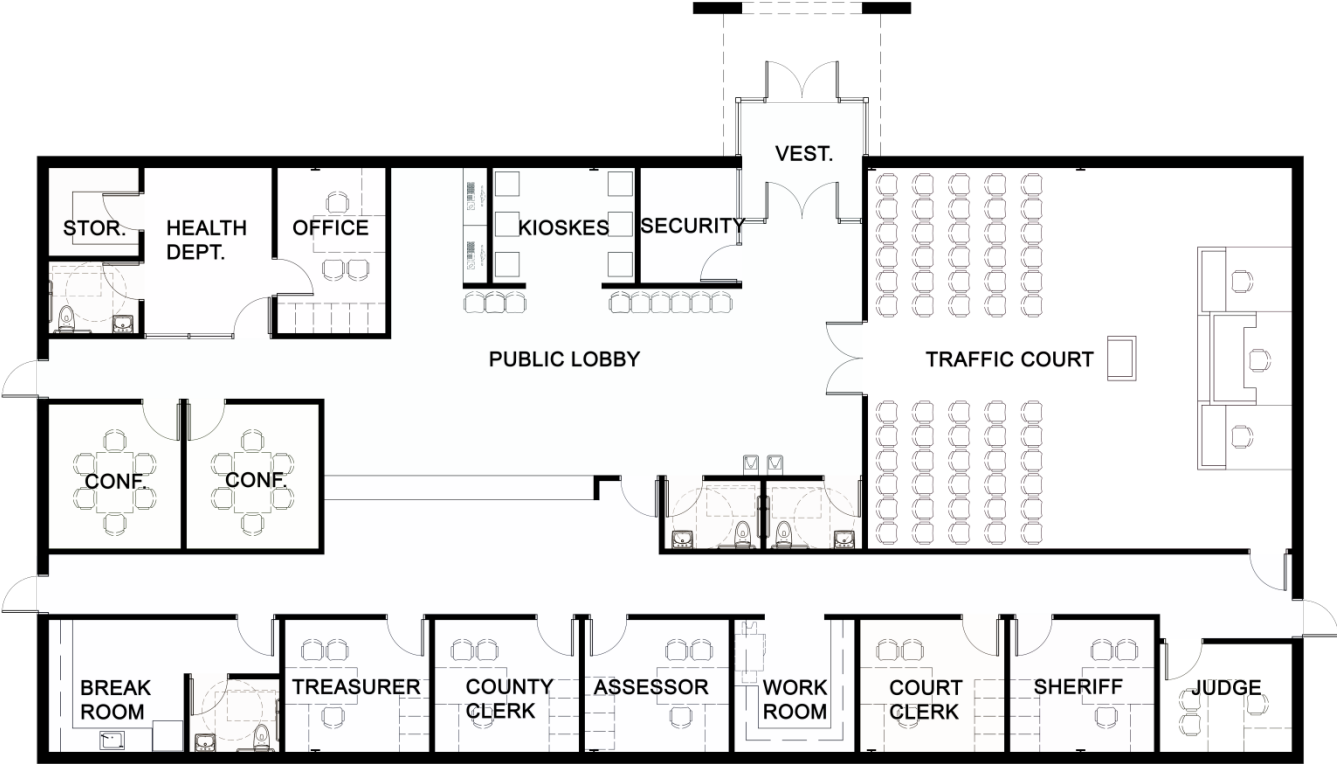 VEST.
STOR.
HEALTH
DEPT.
OFFICE
KIOSKES
SECURITY
PUBLIC LOBBY
TRAFFIC COURT
CONF.
CONF.
BREAK
ROOM
TREASURER
COUNTY
CLERK
ASSESSOR
WORK
ROOM
COURT
CLERK
SHERIFF
JUDGE